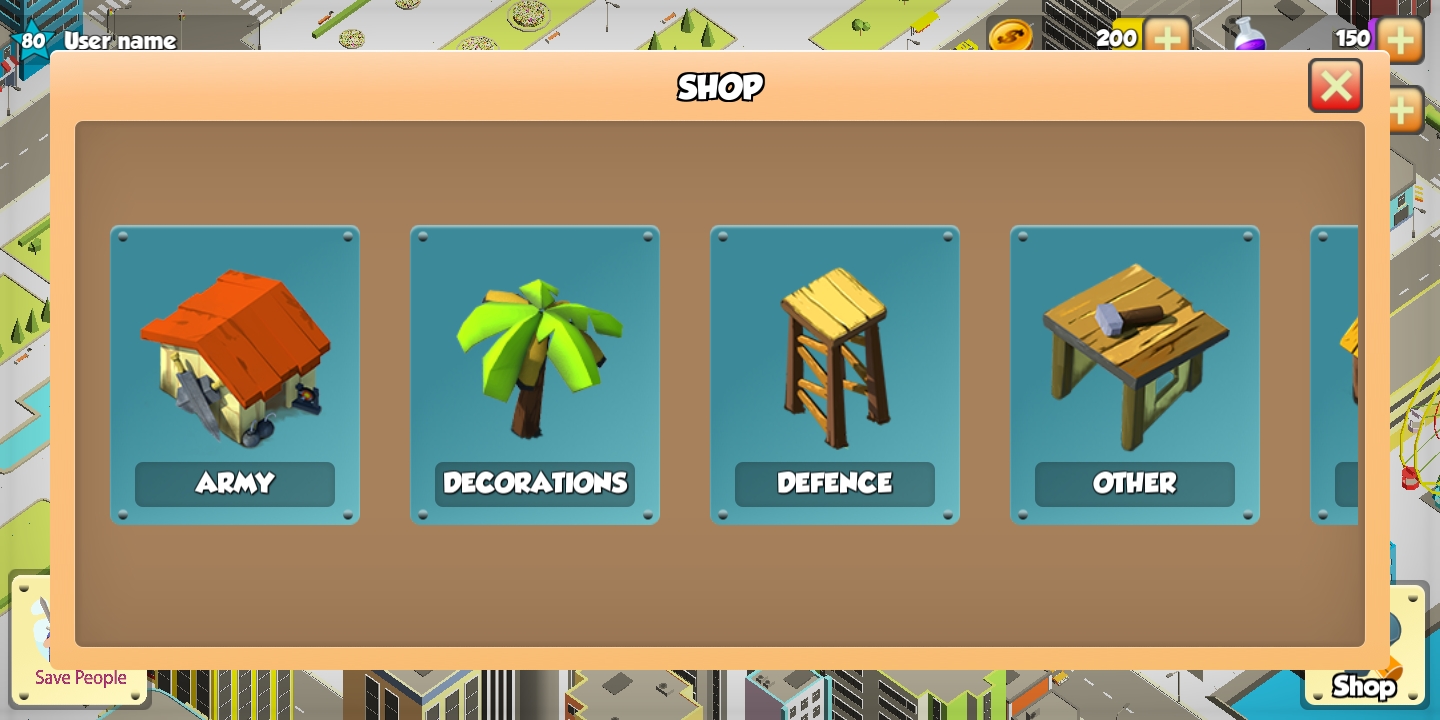 80
User name
200
150
SHOP
ARMY
DECORATIONS
DEFENCE
OTHER
Save People
Shop